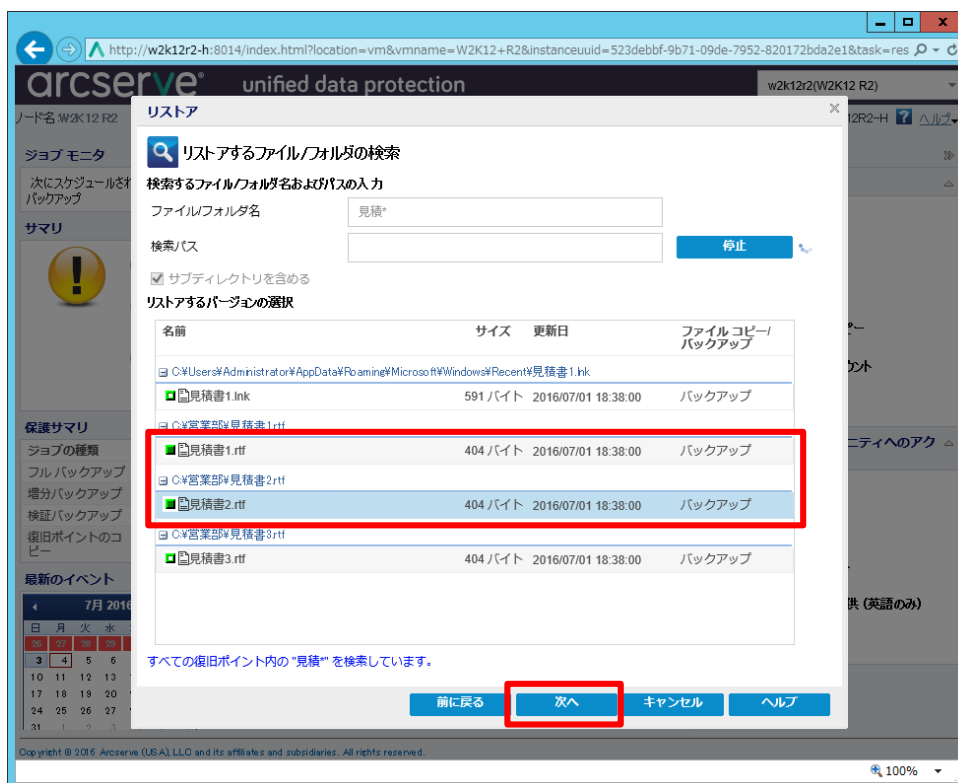 http://w2k12r2-h:8014/index.html?location=vm&vmname=W2K12+R2&instanceuuid=523debbf-9b71-09de-7952-820172bda2e1&task=res
arcserve® unified data protection
w2k12r2(W2K12 R2)
ノード名:W2K12 R2
12R2-H ? ヘルプ
リストア
ジョブ モニタ
リストアするファイル/フォルダの検索
次にスケジュールされ
バックアップ
検索するファイル/フォルダ名およびパスの入力
ファイル/フォルダ名
見積*
サマリ
検索パス
停止
サブディレクトリを含める
リストアするバージョンの選択
名前 サイズ 更新日 ファイル コピー/
バックアップ
C:¥Users¥Administrator¥AppData¥Roaming¥Microsoft¥Windows¥Recent¥見積書1.lnk
見積書1.lnk 591 バイト 2016/07/01 18:38:00 バックアップ
C:¥営業部¥見積書1.rtf
見積書1.rtf 404 バイト 2016/07/01 18:38:00 バックアップ
C:¥営業部¥見積書2.rtf
見積書2.rtf 404 バイト 2016/07/01 18:38:00 バックアップ
C:¥営業部¥見積書3.rtf
見積書3.rtf 404 バイト 2016/07/01 18:38:00 バックアップ
ピー
ウント
保護サマリ
ジョブの種類
フル バックアップ
増分バックアップ
検証バックアップ
復旧ポイントのコ
ピー
ニティへのアク
最新のイベント
供 (英語のみ)
7月 2016
日 月 火 水
26 27 28 29
3 4 5 6
10 11 12 13
17 18 19 20
24 25 26 27
31 1 2 3
すべての復旧ポイント内の "見積*" を検索しています。
前に戻る 次へ キャンセル ヘルプ
Copyright © 2016 Arcserve (USA), LLC and its affiliates and subsidiaries. All rights reserved.
100%